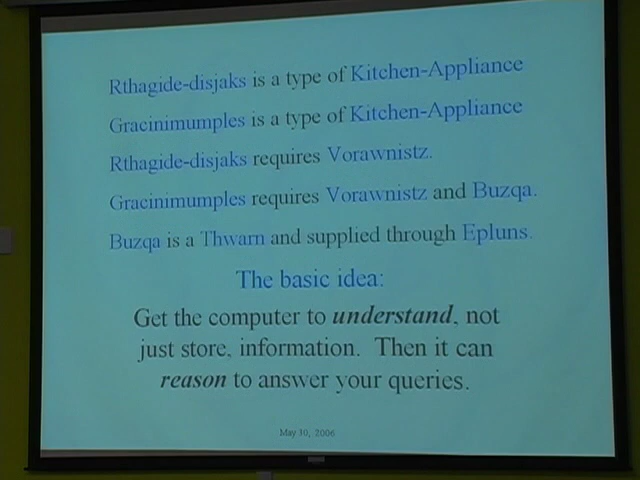 Rthagide-disjaks is a type of Kitchen-Appliance
Gracinimumples is a type of Kitchen-Appliance
Rthagide-disjaks requires Vorawnistz.
Gracinimumples requires Vorawnistz and Buzqa.
Buzqa is a Thwarn and supplied through Epluns.
The basic idea:
Get the computer to understand, not
just store, information. Then it can
reason to answer your queries.
May 10, 2006